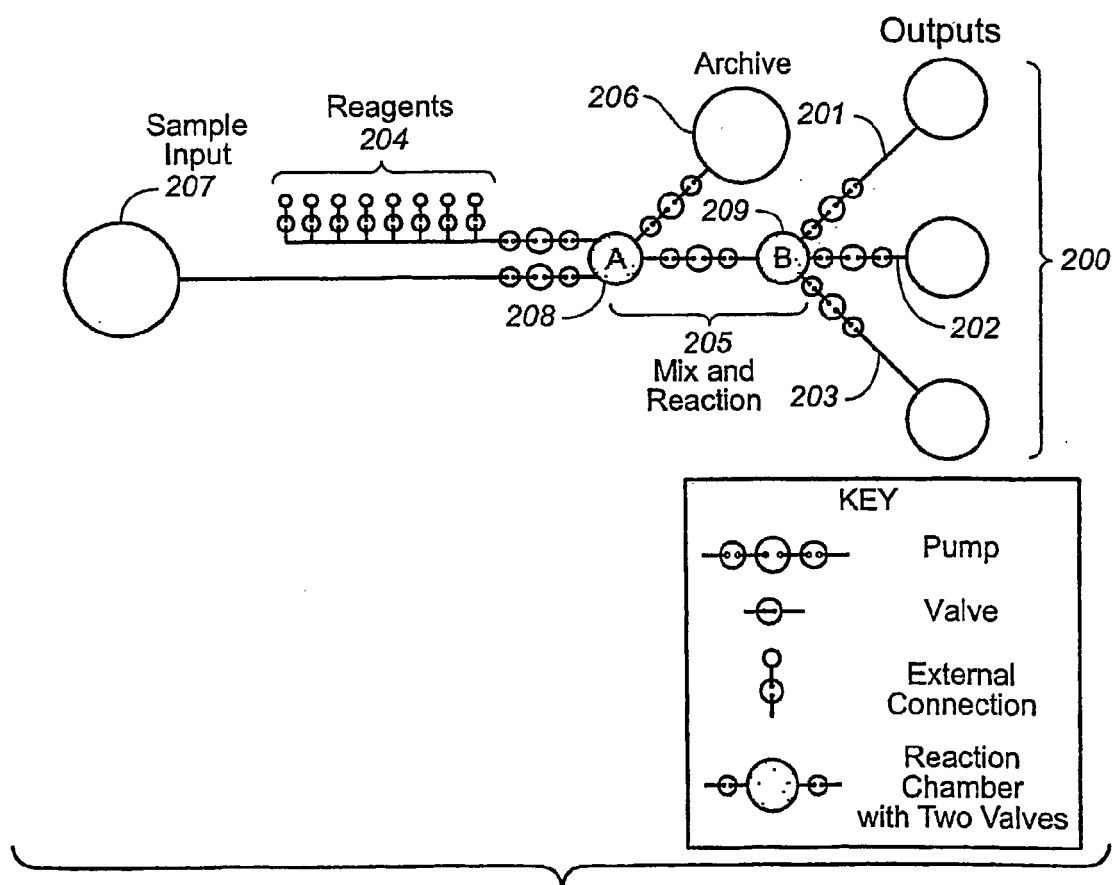 Outputs
Archive
206
201
Reagents
204
Sample
Input
207
209
A
B
208
200
202
205
Mix and
Reaction
203
KEY
Pump
Valve
External
Connection
Reaction
Chamber
with Two Valves